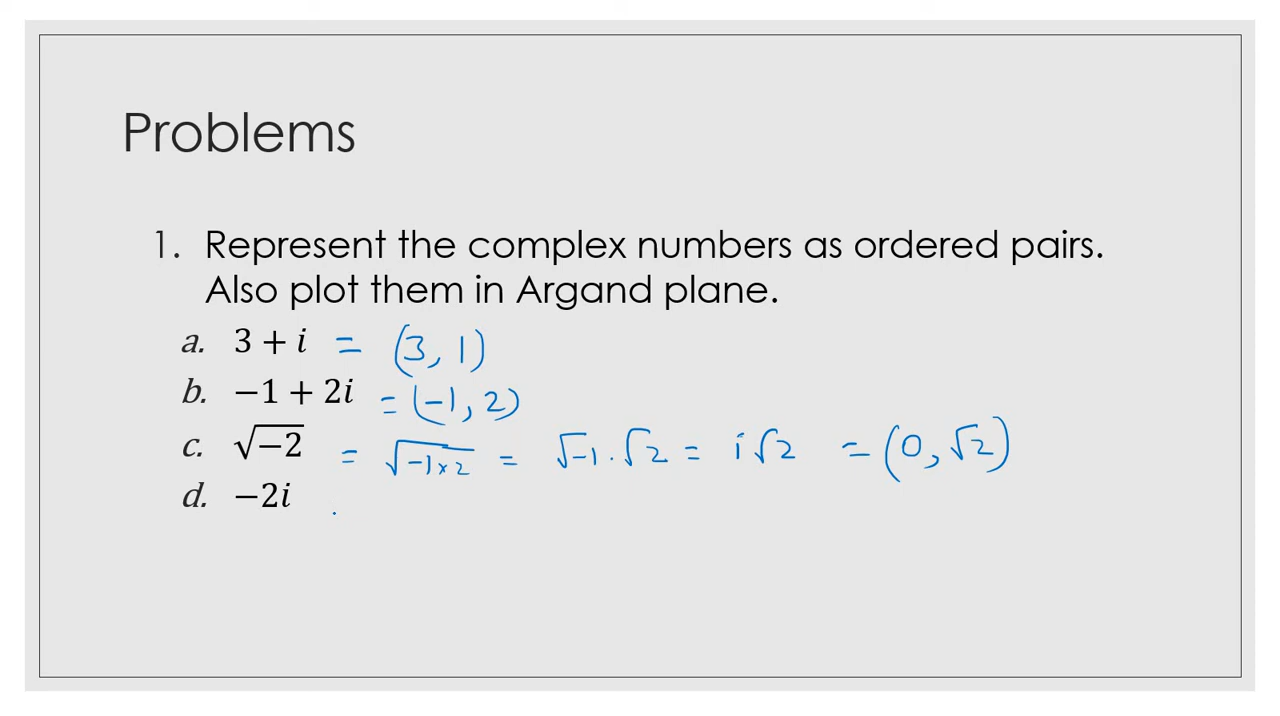 Problems
1. Represent the complex numbers as ordered pairs.
Also plot them in Argand plane.
a. 3 + i = (3, 1)
b. −1 + 2i = (−1, 2)
c. √−2 = √−1×2 = √−1 . √2 = i √2 = (0, √2)
d. −2i